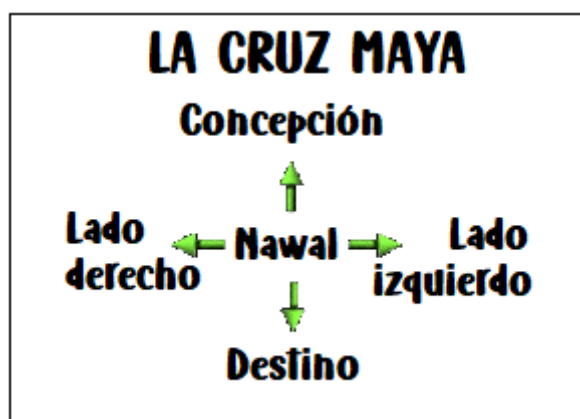 LA CRUZ MAYA
Concepción
Lado
derecho
Nawal
Lado
izquierdo
Destino